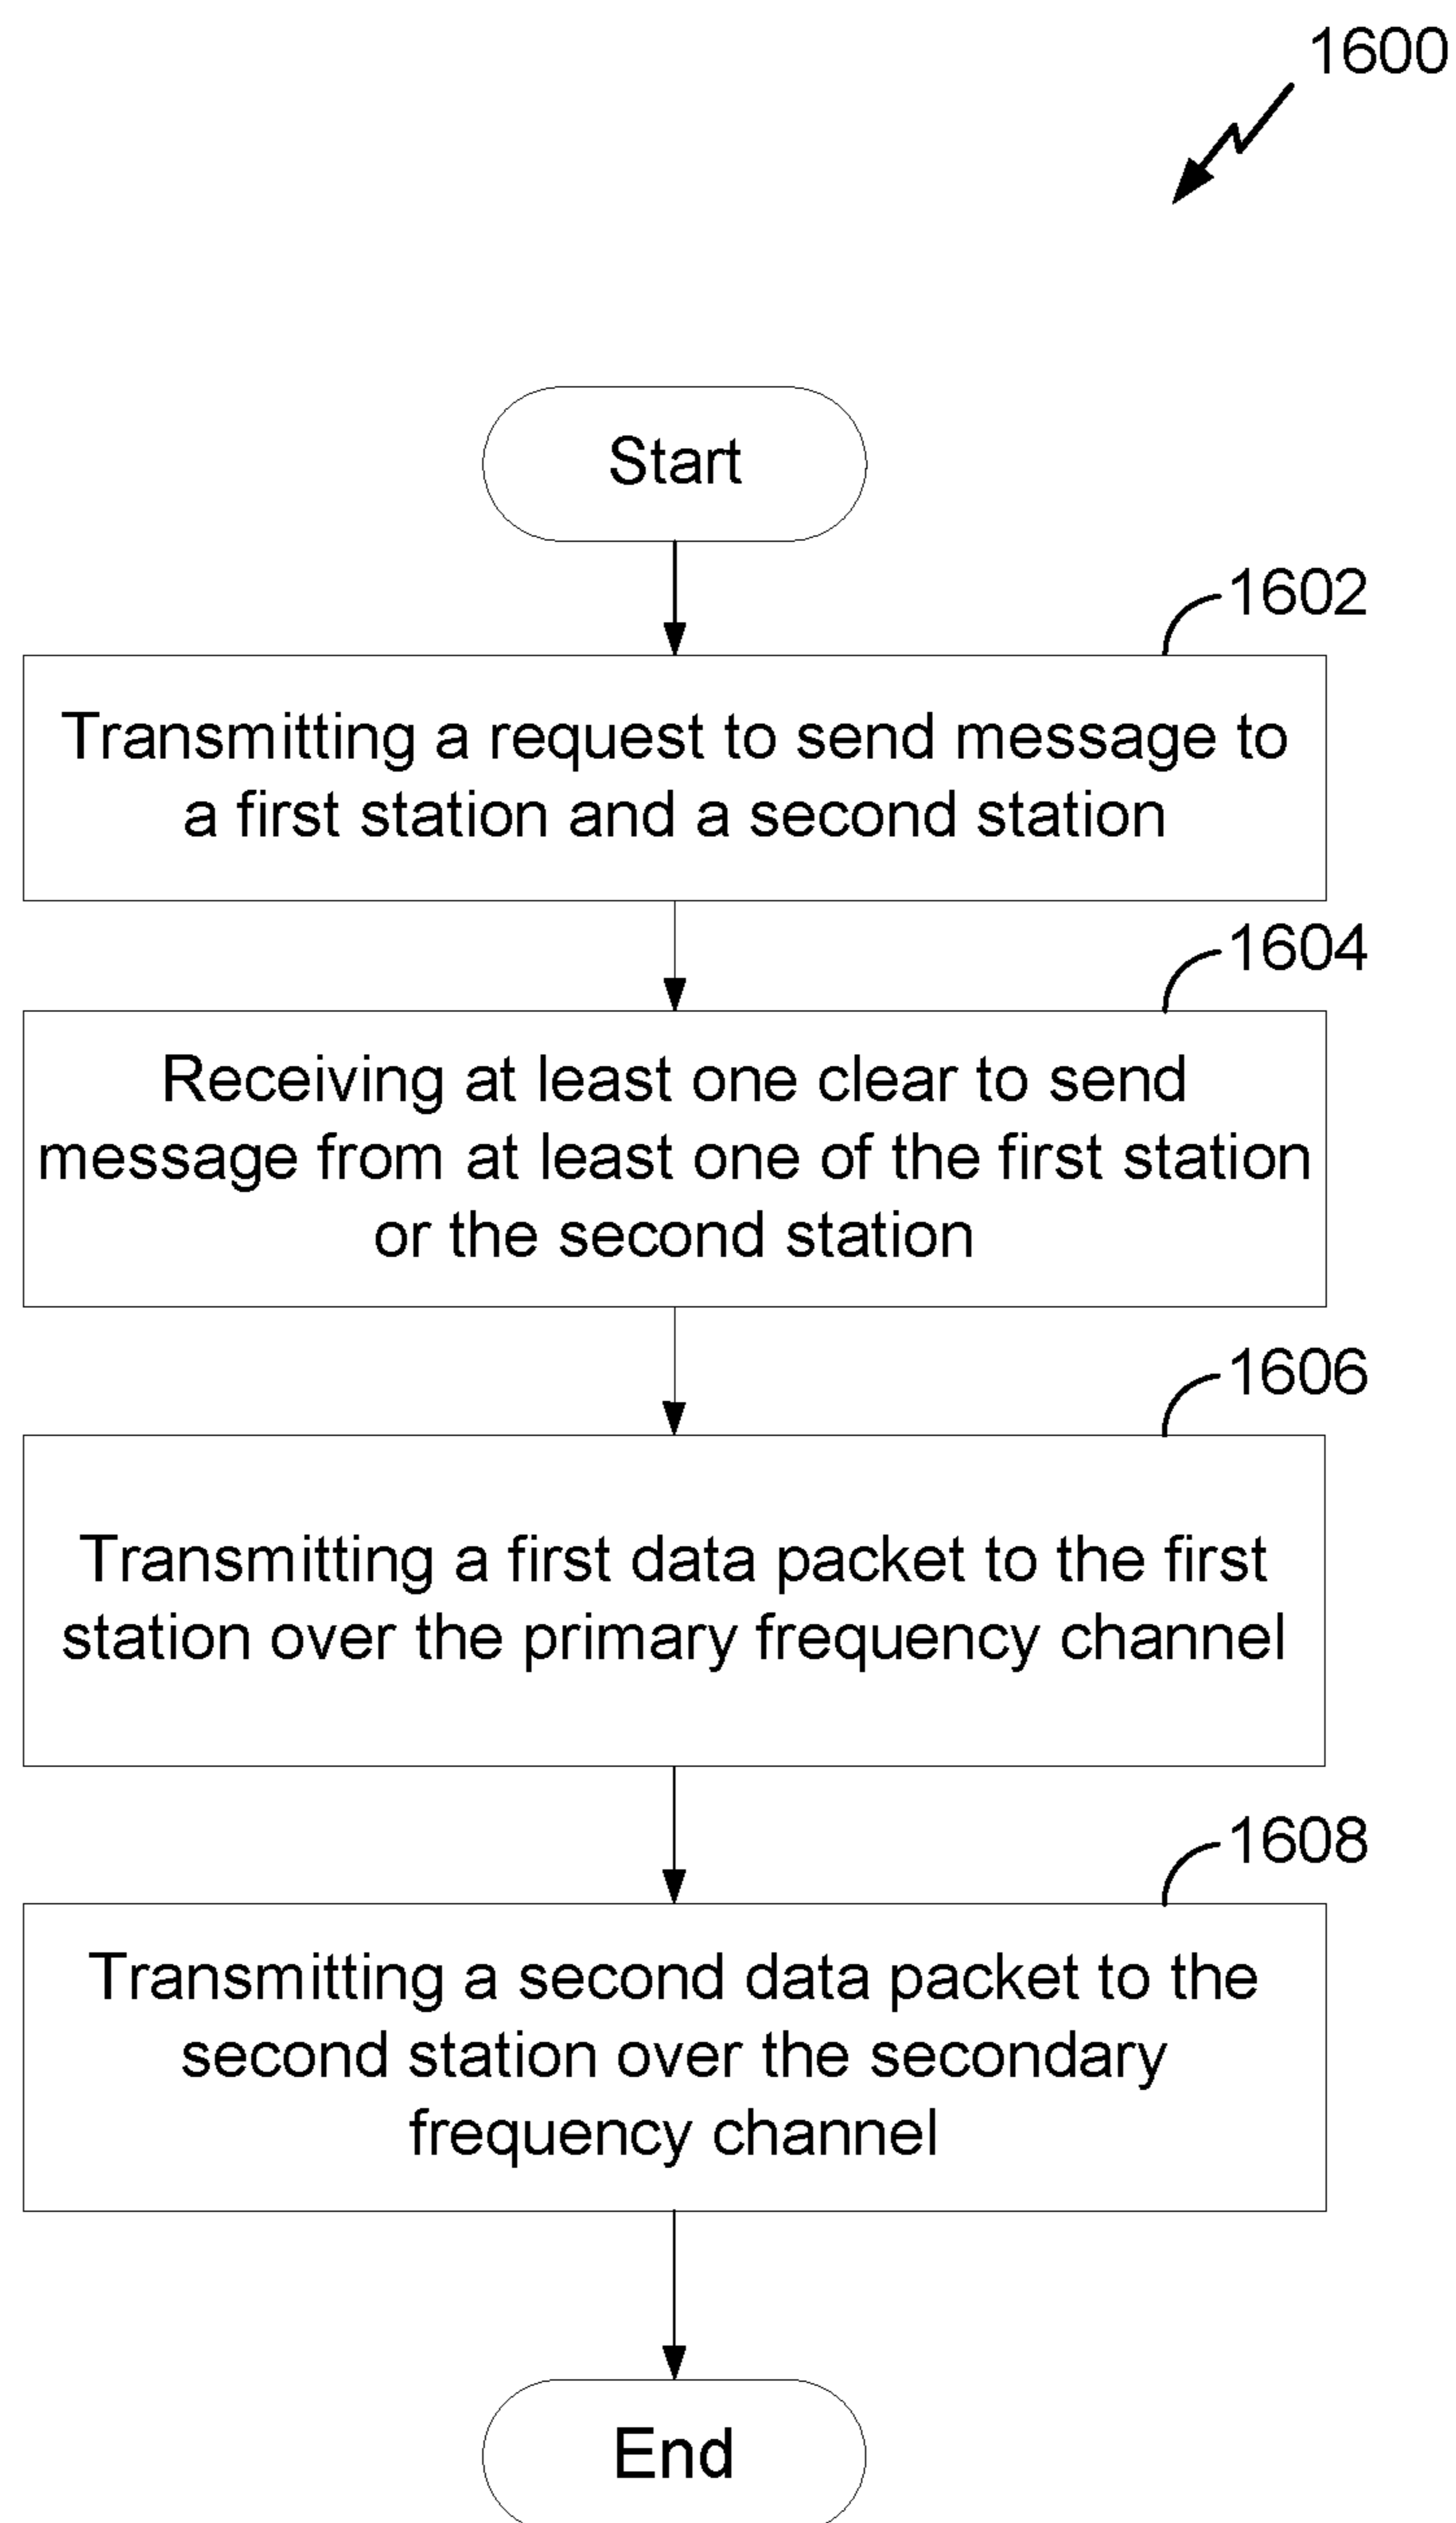 1600
Start
1602
Transmitting a request to send message to
a first station and a second station
1604
Receiving at least one clear to send
message from at least one of the first station
or the second station
1606
Transmitting a first data packet to the first
station over the primary frequency channel
1608
Transmitting a second data packet to the
second station over the secondary
frequency channel
End